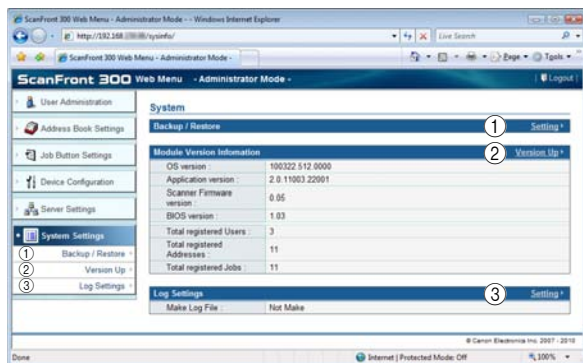 ScanFront 300 Web Menu - Administrator Mode - - Windows Internet Explorer
http://192.168. /sysinfo/
Live Search
ScanFront 300 Web Menu - Administrator Mode -
Page
Tools
ScanFront 300 Web Menu - Administrator Mode -
Logout
User Administration
Address Book Settings
Job Button Settings
Device Configuration
Server Settings
System Settings
① Backup / Restore
② Version Up
③ Log Settings
System
Backup / Restore ① Setting
Module Version Infomation ② Version Up
OS version : 100322.512.0000
Application version : 2.0.11003.22001
Scanner Firmware version : 0.05
BIOS version : 1.03
Total registered Users : 3
Total registered Addresses : 11
Total registered Jobs : 11
Log Settings ③ Setting
Make Log File : Not Make
© Canon Electronics Inc. 2007 - 2010
Done
Internet | Protected Mode: Off
100%